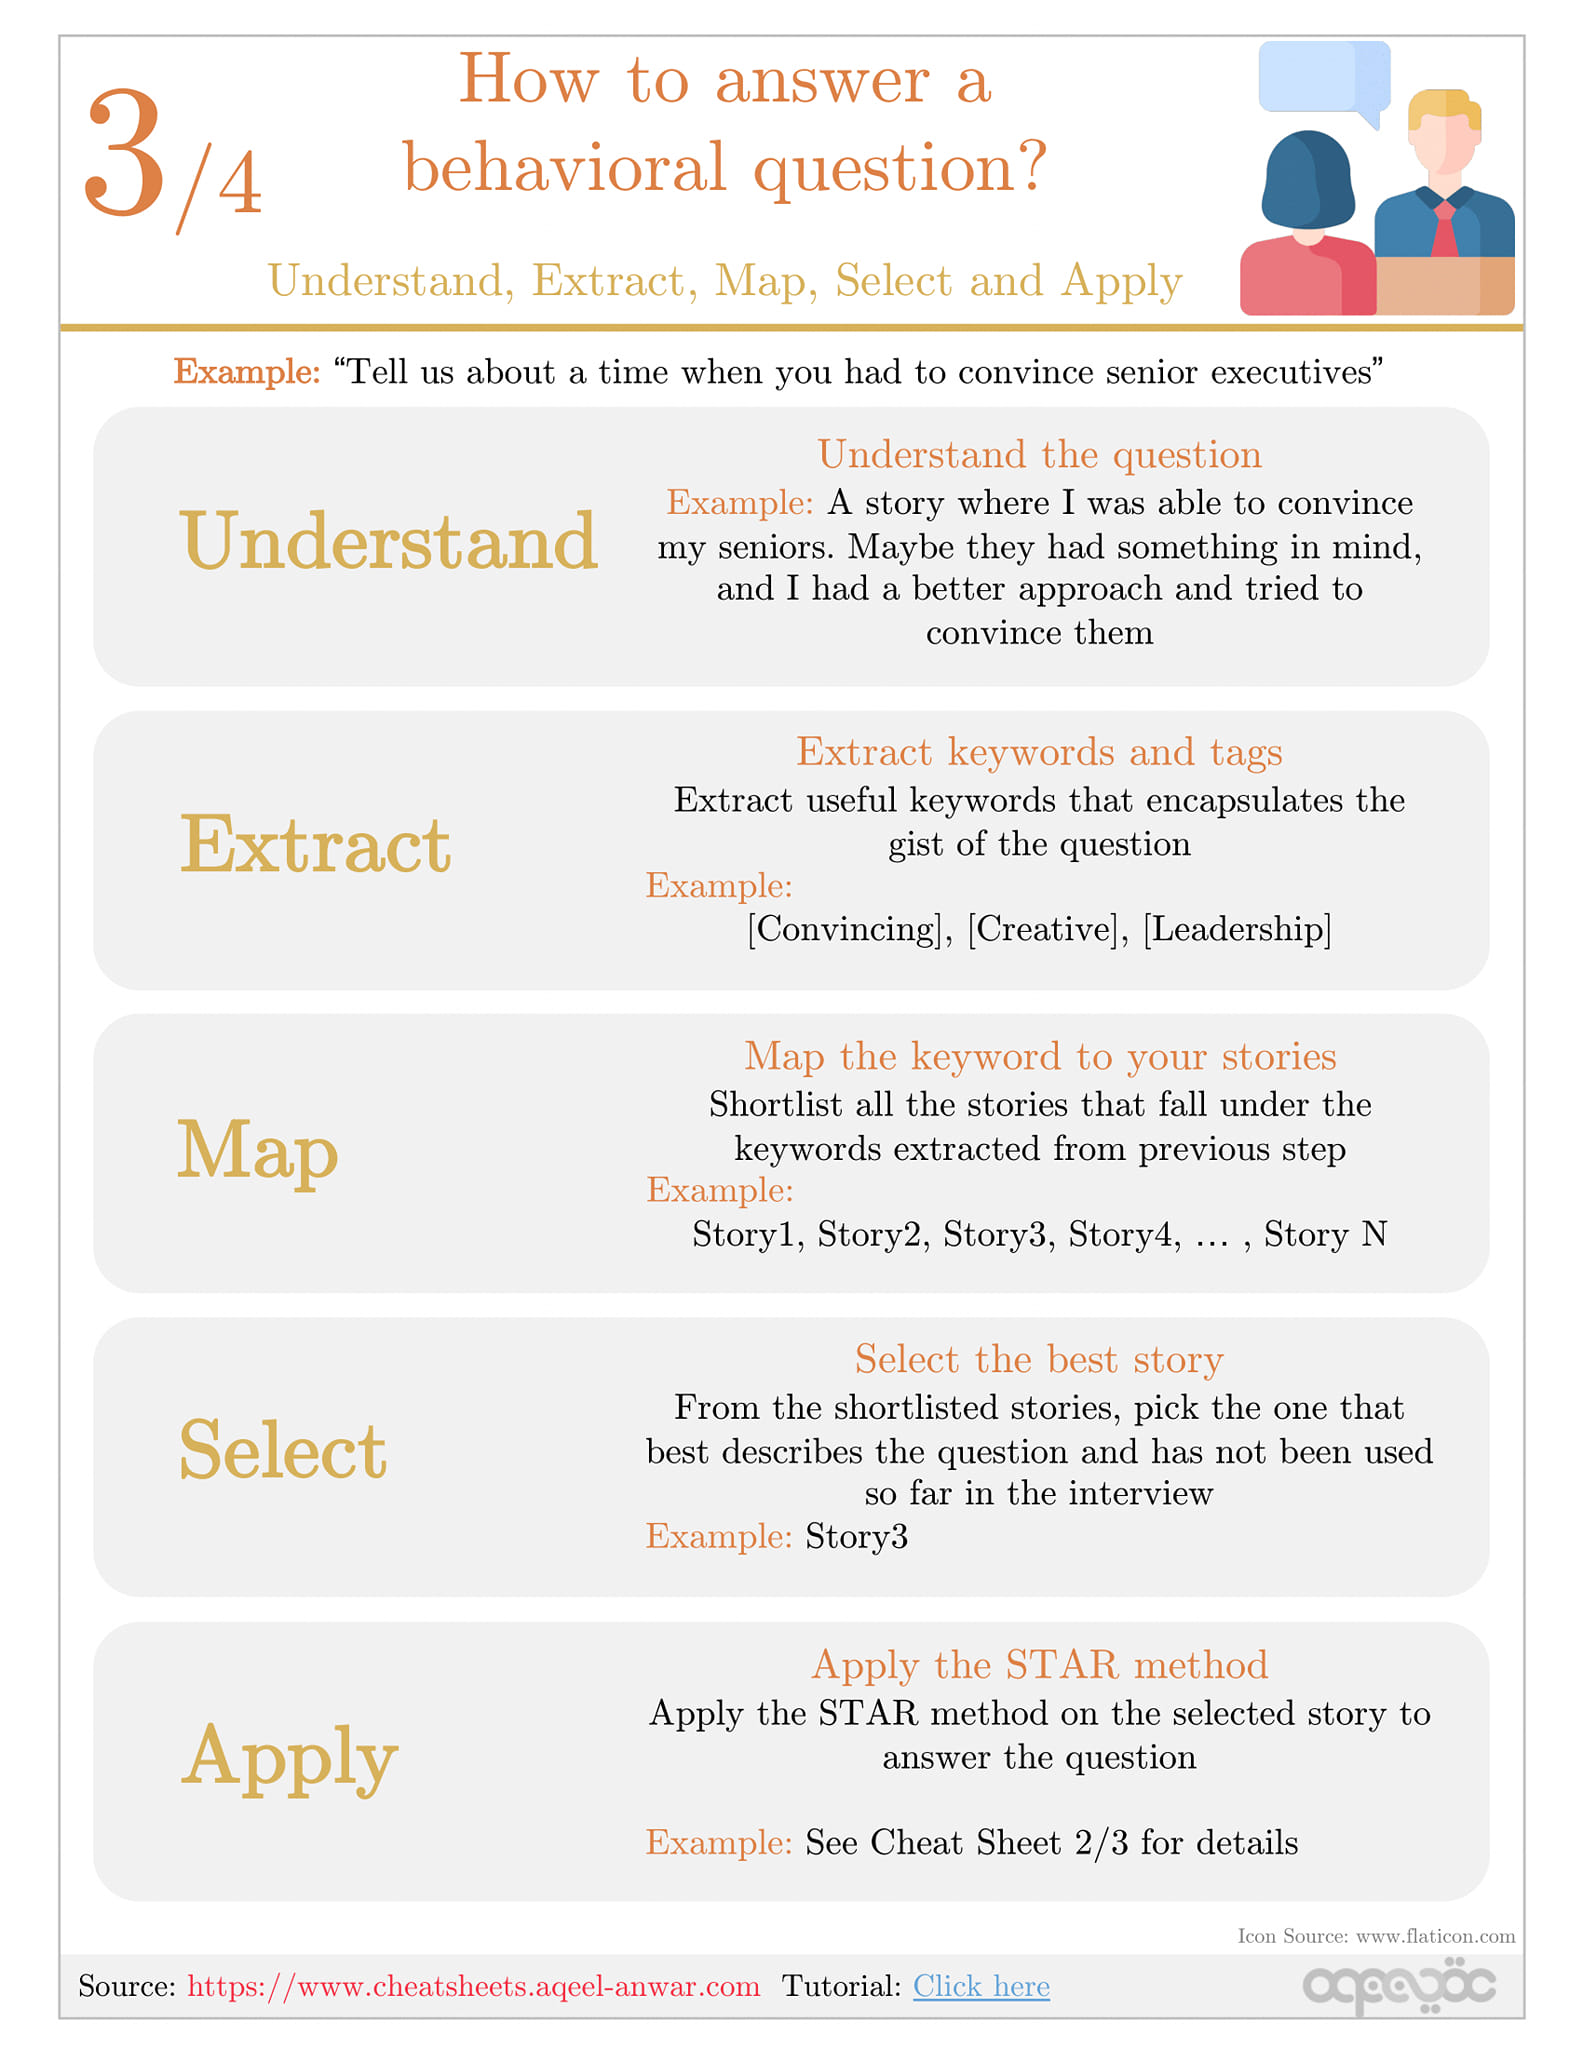 3/4
How to answer a
behavioral question?
Understand, Extract, Map, Select and Apply
Example: “Tell us about a time when you had to convince senior executives”
Understand
Understand the question
Example: A story where I was able to convince
my seniors. Maybe they had something in mind,
and I had a better approach and tried to
convince them
Extract
Extract keywords and tags
Extract useful keywords that encapsulates the
gist of the question
Example:
[Convincing], [Creative], [Leadership]
Map
Map the keyword to your stories
Shortlist all the stories that fall under the
keywords extracted from previous step
Example:
Story1, Story2, Story3, Story4, … , Story N
Select
Select the best story
From the shortlisted stories, pick the one that
best describes the question and has not been used
so far in the interview
Example: Story3
Apply
Apply the STAR method
Apply the STAR method on the selected story to
answer the question
Example: See Cheat Sheet 2/3 for details
Icon Source: www.flaticon.com
Source: https://www.cheatsheets.aqeel-anwar.com Tutorial: Click here